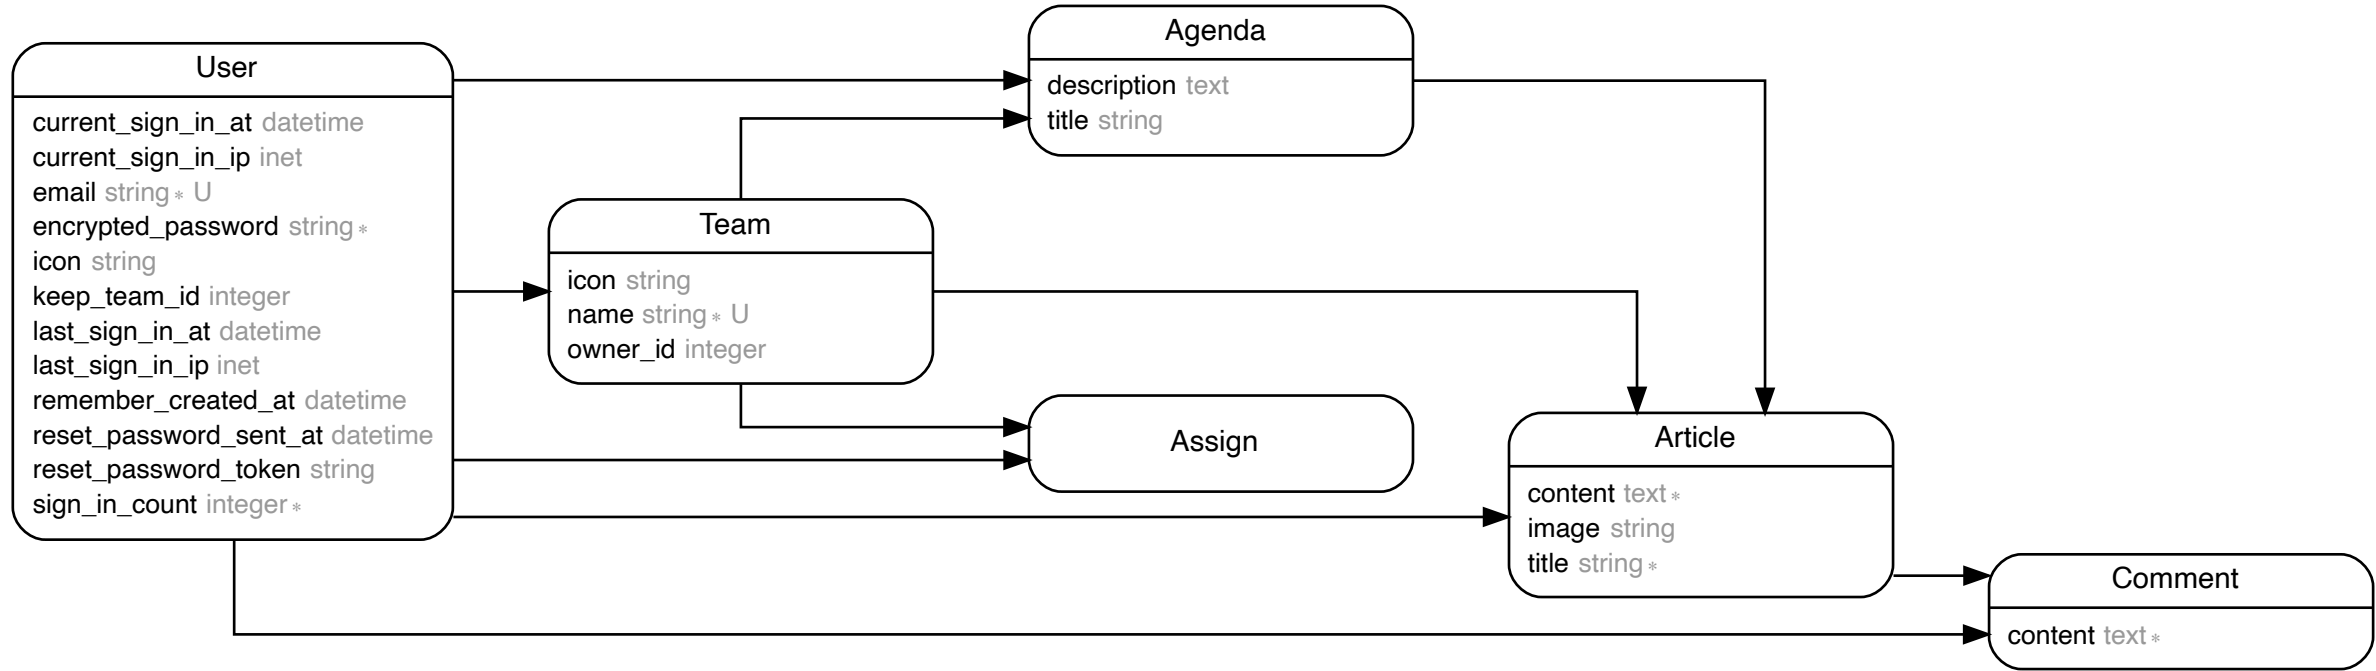 User
current_sign_in_at datetime
current_sign_in_ip inet
email string∗ U
encrypted_password string∗
icon string
keep_team_id integer
last_sign_in_at datetime
last_sign_in_ip inet
remember_created_at datetime
reset_password_sent_at datetime
reset_password_token string
sign_in_count integer∗
Team
icon string
name string∗ U
owner_id integer
Agenda
description text
title string
Assign
Article
content text∗
image string
title string∗
Comment
content text∗